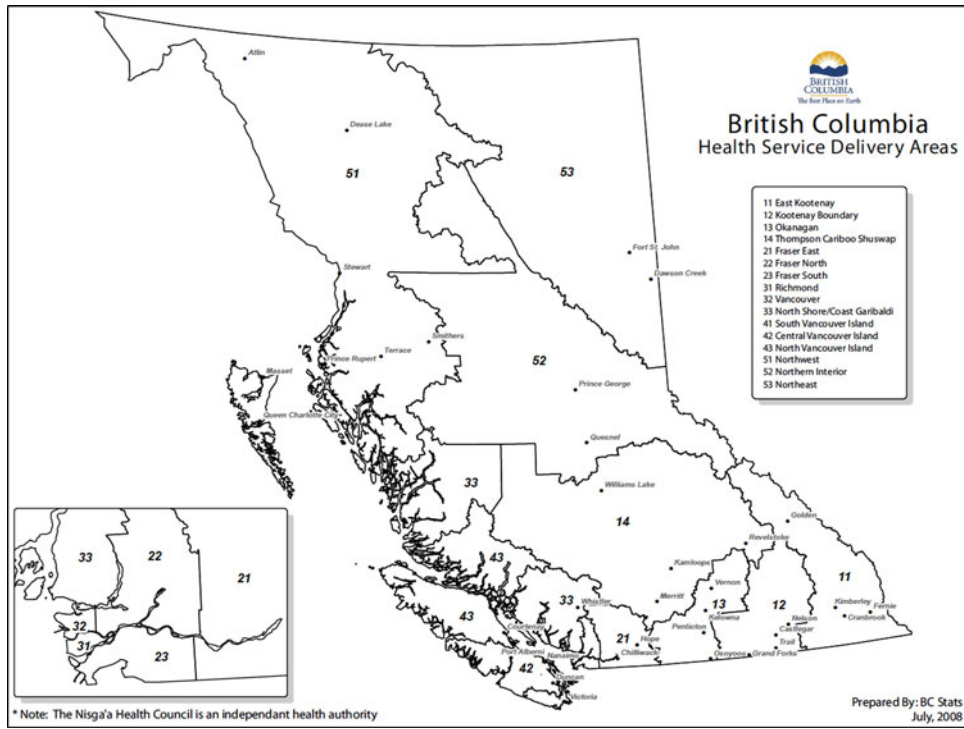 BRITISH
COLUMBIA
The Best Place on Earth
British Columbia
Health Service Delivery Areas
11 East Kootenay
12 Kootenay Boundary
13 Okanagan
14 Thompson Cariboo Shuswap
21 Fraser East
22 Fraser North
23 Fraser South
31 Richmond
32 Vancouver
33 North Shore/Coast Garibaldi
41 South Vancouver Island
42 Central Vancouver Island
43 North Vancouver Island
51 Northwest
52 Northern Interior
53 Northeast
Atlin
Dease Lake
51
53
Fort St. John
Dawson Creek
Stewart
Smithers
Terrace
Prince Rupert
52
Masset
Prince George
Queen Charlotte City
Quesnel
33
Williams Lake
14
Golden
Revelstoke
43
Kamloops
11
Vernon
33
Whistler
Merritt
13
12
Kimberley
Fernie
43
Kelowna
Cranbrook
Courtenay
Nelson
Penticton
Castlegar
21
Hope
Trail
Port Alberni
Nanaimo
Chilliwack
Osoyoos
Grand Forks
42
Duncan
Victoria
33
22
21
32
31
23
* Note: The Nisga'a Health Council is an independant health authority
Prepared By: BC Stats
July, 2008